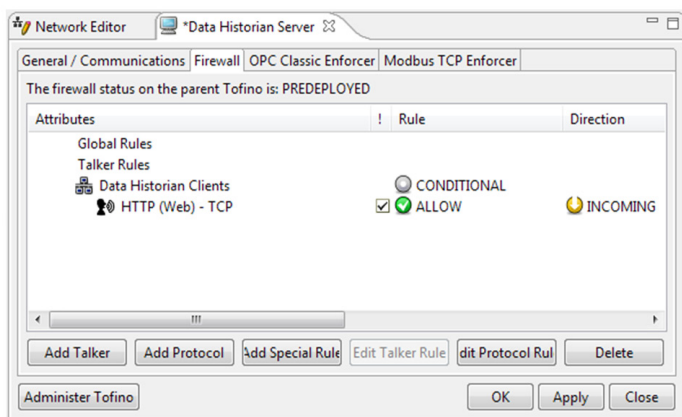 Network Editor *Data Historian Server
General / Communications Firewall OPC Classic Enforcer Modbus TCP Enforcer
The firewall status on the parent Tofino is: PREDEPLOYED
Attributes ! Rule Direction
Global Rules
Talker Rules
Data Historian Clients CONDITIONAL
HTTP (Web) - TCP ALLOW INCOMING
Add Talker Add Protocol Add Special Rule Edit Talker Rule dit Protocol Rul Delete
Administer Tofino OK Apply Close